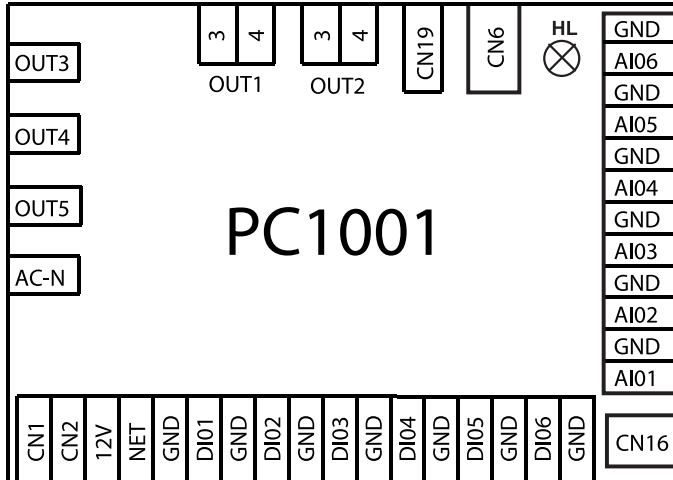 3 4 3 4 CN19 CN6 HL
OUT1 OUT2
OUT3
OUT4
OUT5
AC-N
PC1001
GND
AI06
GND
AI05
GND
AI04
GND
AI03
GND
AI02
GND
AI01
CN1 CN2 12V NET GND DI01 GND DI02 GND DI03 GND DI04 GND DI05 GND DI06 GND
CN16